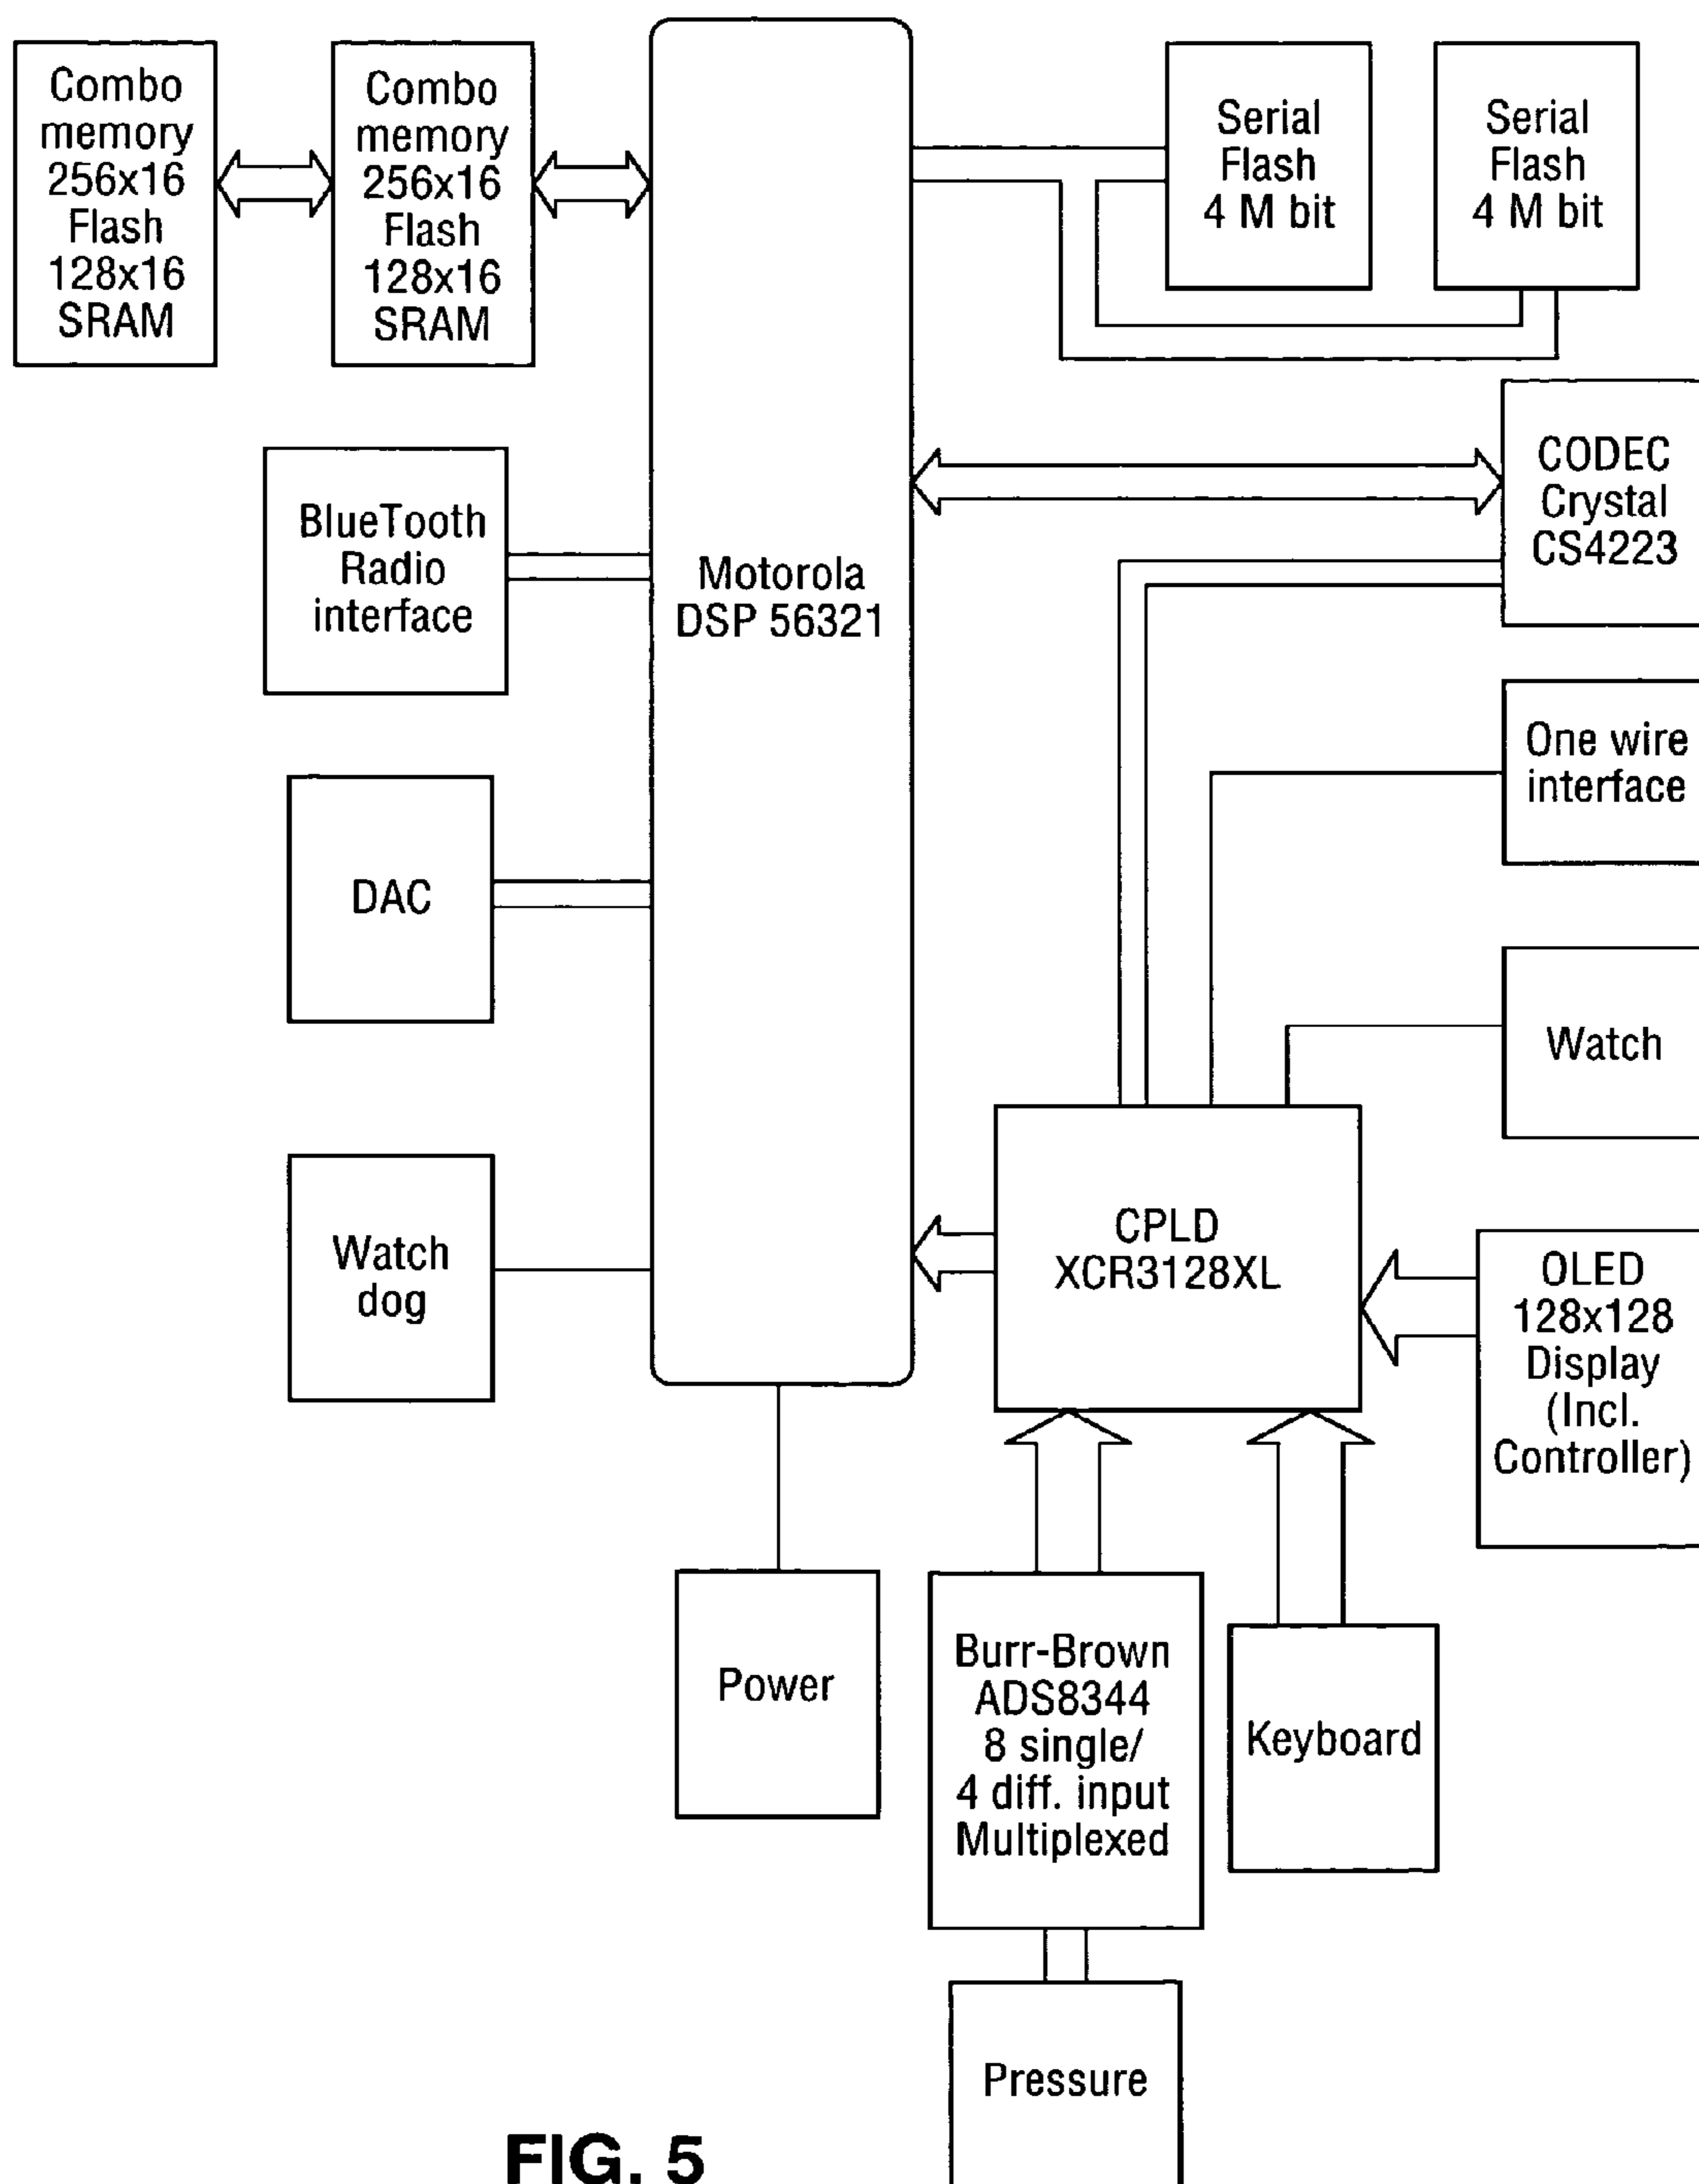 Combo
memory
256x16
Flash
128x16
SRAM
Combo
memory
256x16
Flash
128x16
SRAM
Serial
Flash
4 M bit
Serial
Flash
4 M bit
BlueTooth
Radio
interface
Motorola
DSP 56321
CODEC
Crystal
CS4223
One wire
interface
DAC
Watch
Watch
dog
CPLD
XCR3128XL
OLED
128x128
Display
(Incl.
Controller)
Power
Burr-Brown
ADS8344
8 single/
4 diff. input
Multiplexed
Keyboard
Pressure
FIG. 5